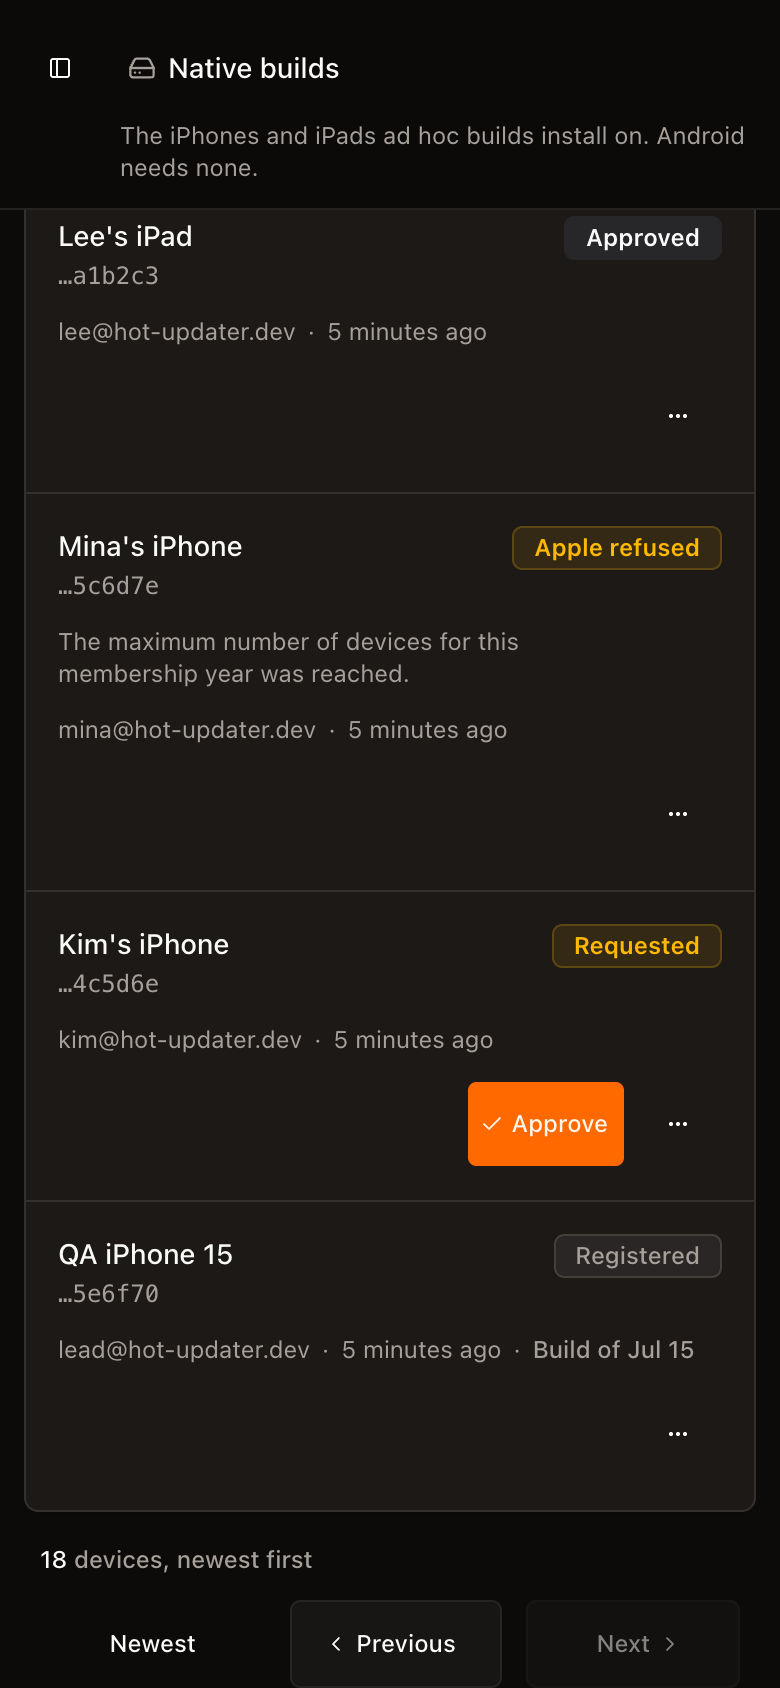 Native builds
The iPhones and iPads ad hoc builds install on. Android
needs none.
Lee's iPad
Approved
…a1b2c3
lee@hot-updater.dev · 5 minutes ago
Mina's iPhone
Apple refused
…5c6d7e
The maximum number of devices for this
membership year was reached.
mina@hot-updater.dev · 5 minutes ago
Kim's iPhone
Requested
…4c5d6e
kim@hot-updater.dev · 5 minutes ago
Approve
QA iPhone 15
Registered
…5e6f70
lead@hot-updater.dev · 5 minutes ago · Build of Jul 15
18 devices, newest first
Newest
Previous
Next